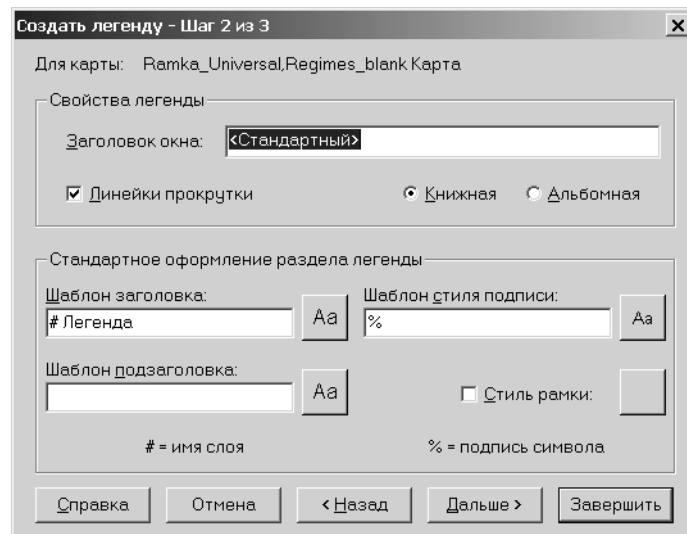 Создать легенду - Шаг 2 из 3
Для карты: Ramka_Universal,Regimes_blank Карта
Свойства легенды
Заголовок окна: <Стандартный>
Линейки прокрутки Книжная Альбомная
Стандартное оформление раздела легенды
Шаблон заголовка: Шаблон стиля подписи:
# Легенда Aa % Aa
Шаблон подзаголовка:
Aa Стиль рамки:
# = имя слоя % = подпись символа
Справка Отмена < Назад Дальше > Завершить